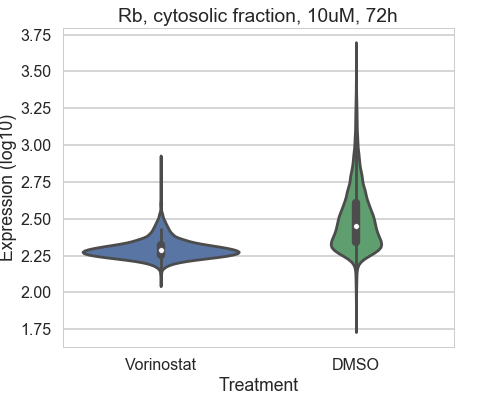 Rb, cytosolic fraction, 10uM, 72h
Expression (log10)
3.75
3.50
3.25
3.00
2.75
2.50
2.25
2.00
1.75
Vorinostat
DMSO
Treatment